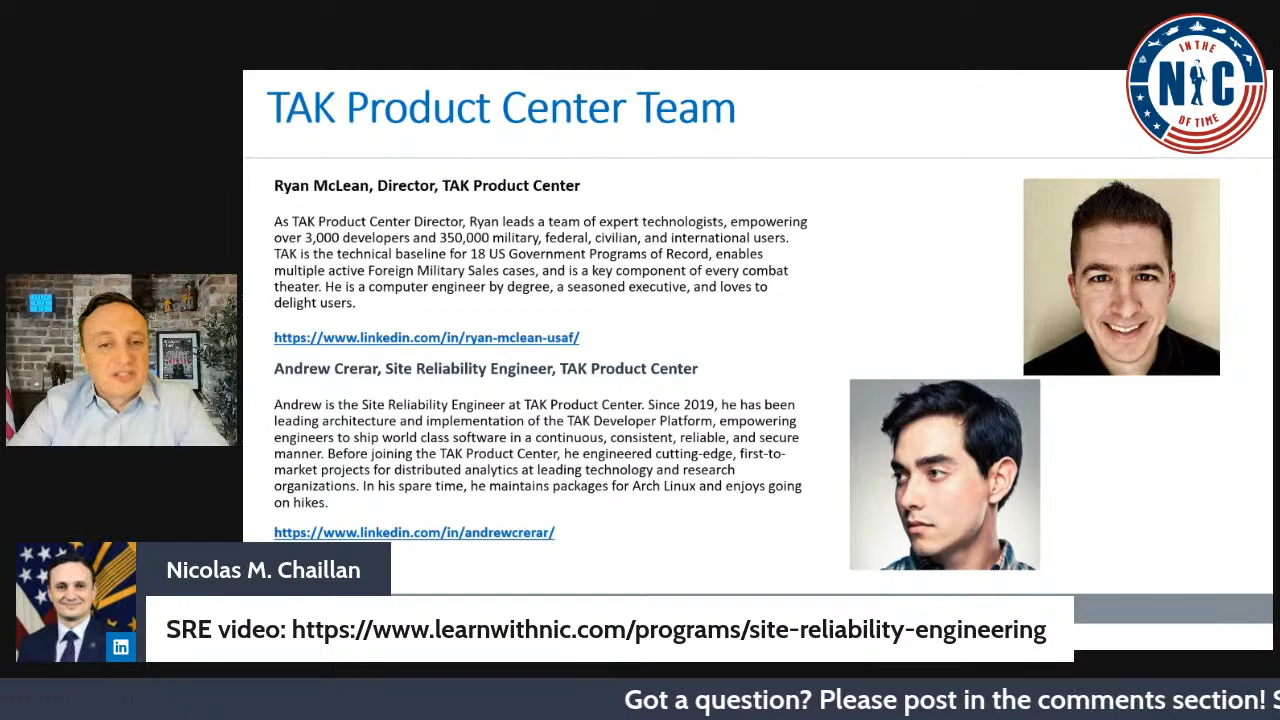 IN THE
NIC
OF TIME
TAK Product Center Team
Ryan McLean, Director, TAK Product Center
As TAK Product Center Director, Ryan leads a team of expert technologists, empowering
over 3,000 developers and 350,000 military, federal, civilian, and international users.
TAK is the technical baseline for 18 US Government Programs of Record, enables
multiple active Foreign Military Sales cases, and is a key component of every combat
theater. He is a computer engineer by degree, a seasoned executive, and loves to
delight users.
https://www.linkedin.com/in/ryan-mclean-usaf/
Andrew Crerar, Site Reliability Engineer, TAK Product Center
Andrew is the Site Reliability Engineer at TAK Product Center. Since 2019, he has been
leading architecture and implementation of the TAK Developer Platform, empowering
engineers to ship world class software in a continuous, consistent, reliable, and secure
manner. Before joining the TAK Product Center, he engineered cutting-edge, first-to-
market projects for distributed analytics at leading technology and research
organizations. In his spare time, he maintains packages for Arch Linux and enjoys going
on hikes.
https://www.linkedin.com/in/andrewcrerar/
Nicolas M. Chaillan
in
SRE video: https://www.learnwithnic.com/programs/site-reliability-engineering
Got a question? Please post in the comments section! S